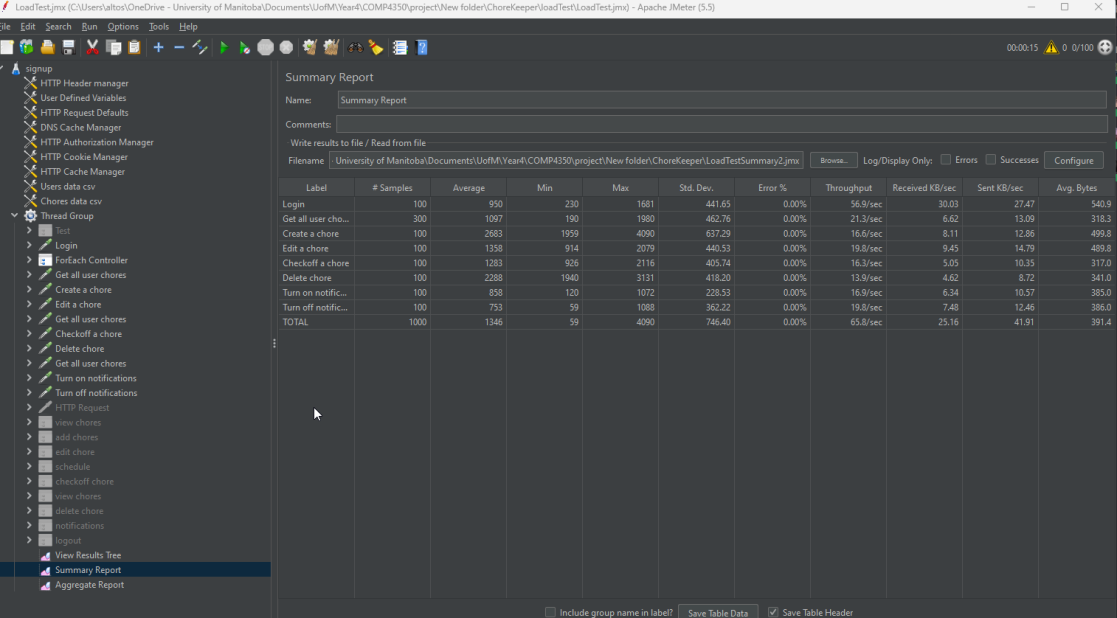 LoadTest.jmx (C:\Users\altos\OneDrive - University of Manitoba\Documents\UofM\Year4\COMP4350\project\New folder\ChoreKeeper\loadTest\LoadTest.jmx) - Apache JMeter (5.5)
ile Edit Search Run Options Tools Help
00:00:15 0 0/100
signup
HTTP Header manager
User Defined Variables
HTTP Request Defaults
DNS Cache Manager
HTTP Authorization Manager
HTTP Cookie Manager
HTTP Cache Manager
Users data csv
Chores data csv
Thread Group
Test
Login
ForEach Controller
Get all user chores
Create a chore
Edit a chore
Get all user chores
Checkoff a chore
Delete chore
Get all user chores
Turn on notifications
Turn off notifications
HTTP Request
view chores
add chores
edit chore
schedule
checkoff chore
view chores
delete chore
notifications
logout
View Results Tree
Summary Report
Aggregate Report
Summary Report
Name: Summary Report
Comments:
Write results to file / Read from file
Filename - University of Manitoba\Documents\UofM\Year4\COMP4350\project\New folder\ChoreKeeper\LoadTestSummary2.jmx Browse... Log/Display Only: Errors Successes Configure
Label # Samples Average Min Max Std. Dev. Error % Throughput Received KB/sec Sent KB/sec Avg. Bytes
Login 100 950 230 1681 441.65 0.00% 56.9/sec 30.03 27.47 540.9
Get all user cho... 300 1097 190 1980 462.76 0.00% 21.3/sec 6.62 13.09 318.3
Create a chore 100 2683 1959 4090 637.29 0.00% 16.6/sec 8.11 12.86 499.8
Edit a chore 100 1358 914 2079 440.53 0.00% 19.8/sec 9.45 14.79 489.8
Checkoff a chore 100 1283 926 2116 405.74 0.00% 16.3/sec 5.05 10.35 317.0
Delete chore 100 2288 1940 3131 418.20 0.00% 13.9/sec 4.62 8.72 341.0
Turn on notific... 100 858 120 1072 228.53 0.00% 16.9/sec 6.34 10.57 385.0
Turn off notific... 100 753 59 1088 362.22 0.00% 19.8/sec 7.48 12.46 386.0
TOTAL 1000 1346 59 4090 746.40 0.00% 65.8/sec 25.16 41.91 391.4
Include group name in label? Save Table Data Save Table Header